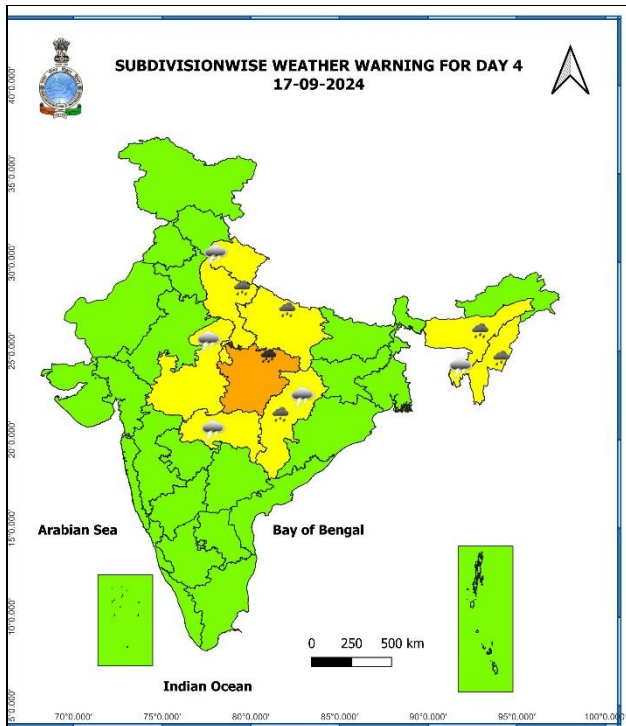 SUBDIVISIONWISE WEATHER WARNING FOR DAY 4
17-09-2024
40°0.000'
35°0.000'
30°0.000'
25°0.000'
20°0.000'
15°0.000'
10°0.000'
5°0.000'
Arabian Sea
Bay of Bengal
0 250 500 km
Indian Ocean
70°0.000' 75°0.000' 80°0.000' 85°0.000' 90°0.000' 95°0.000' 100°0.000'